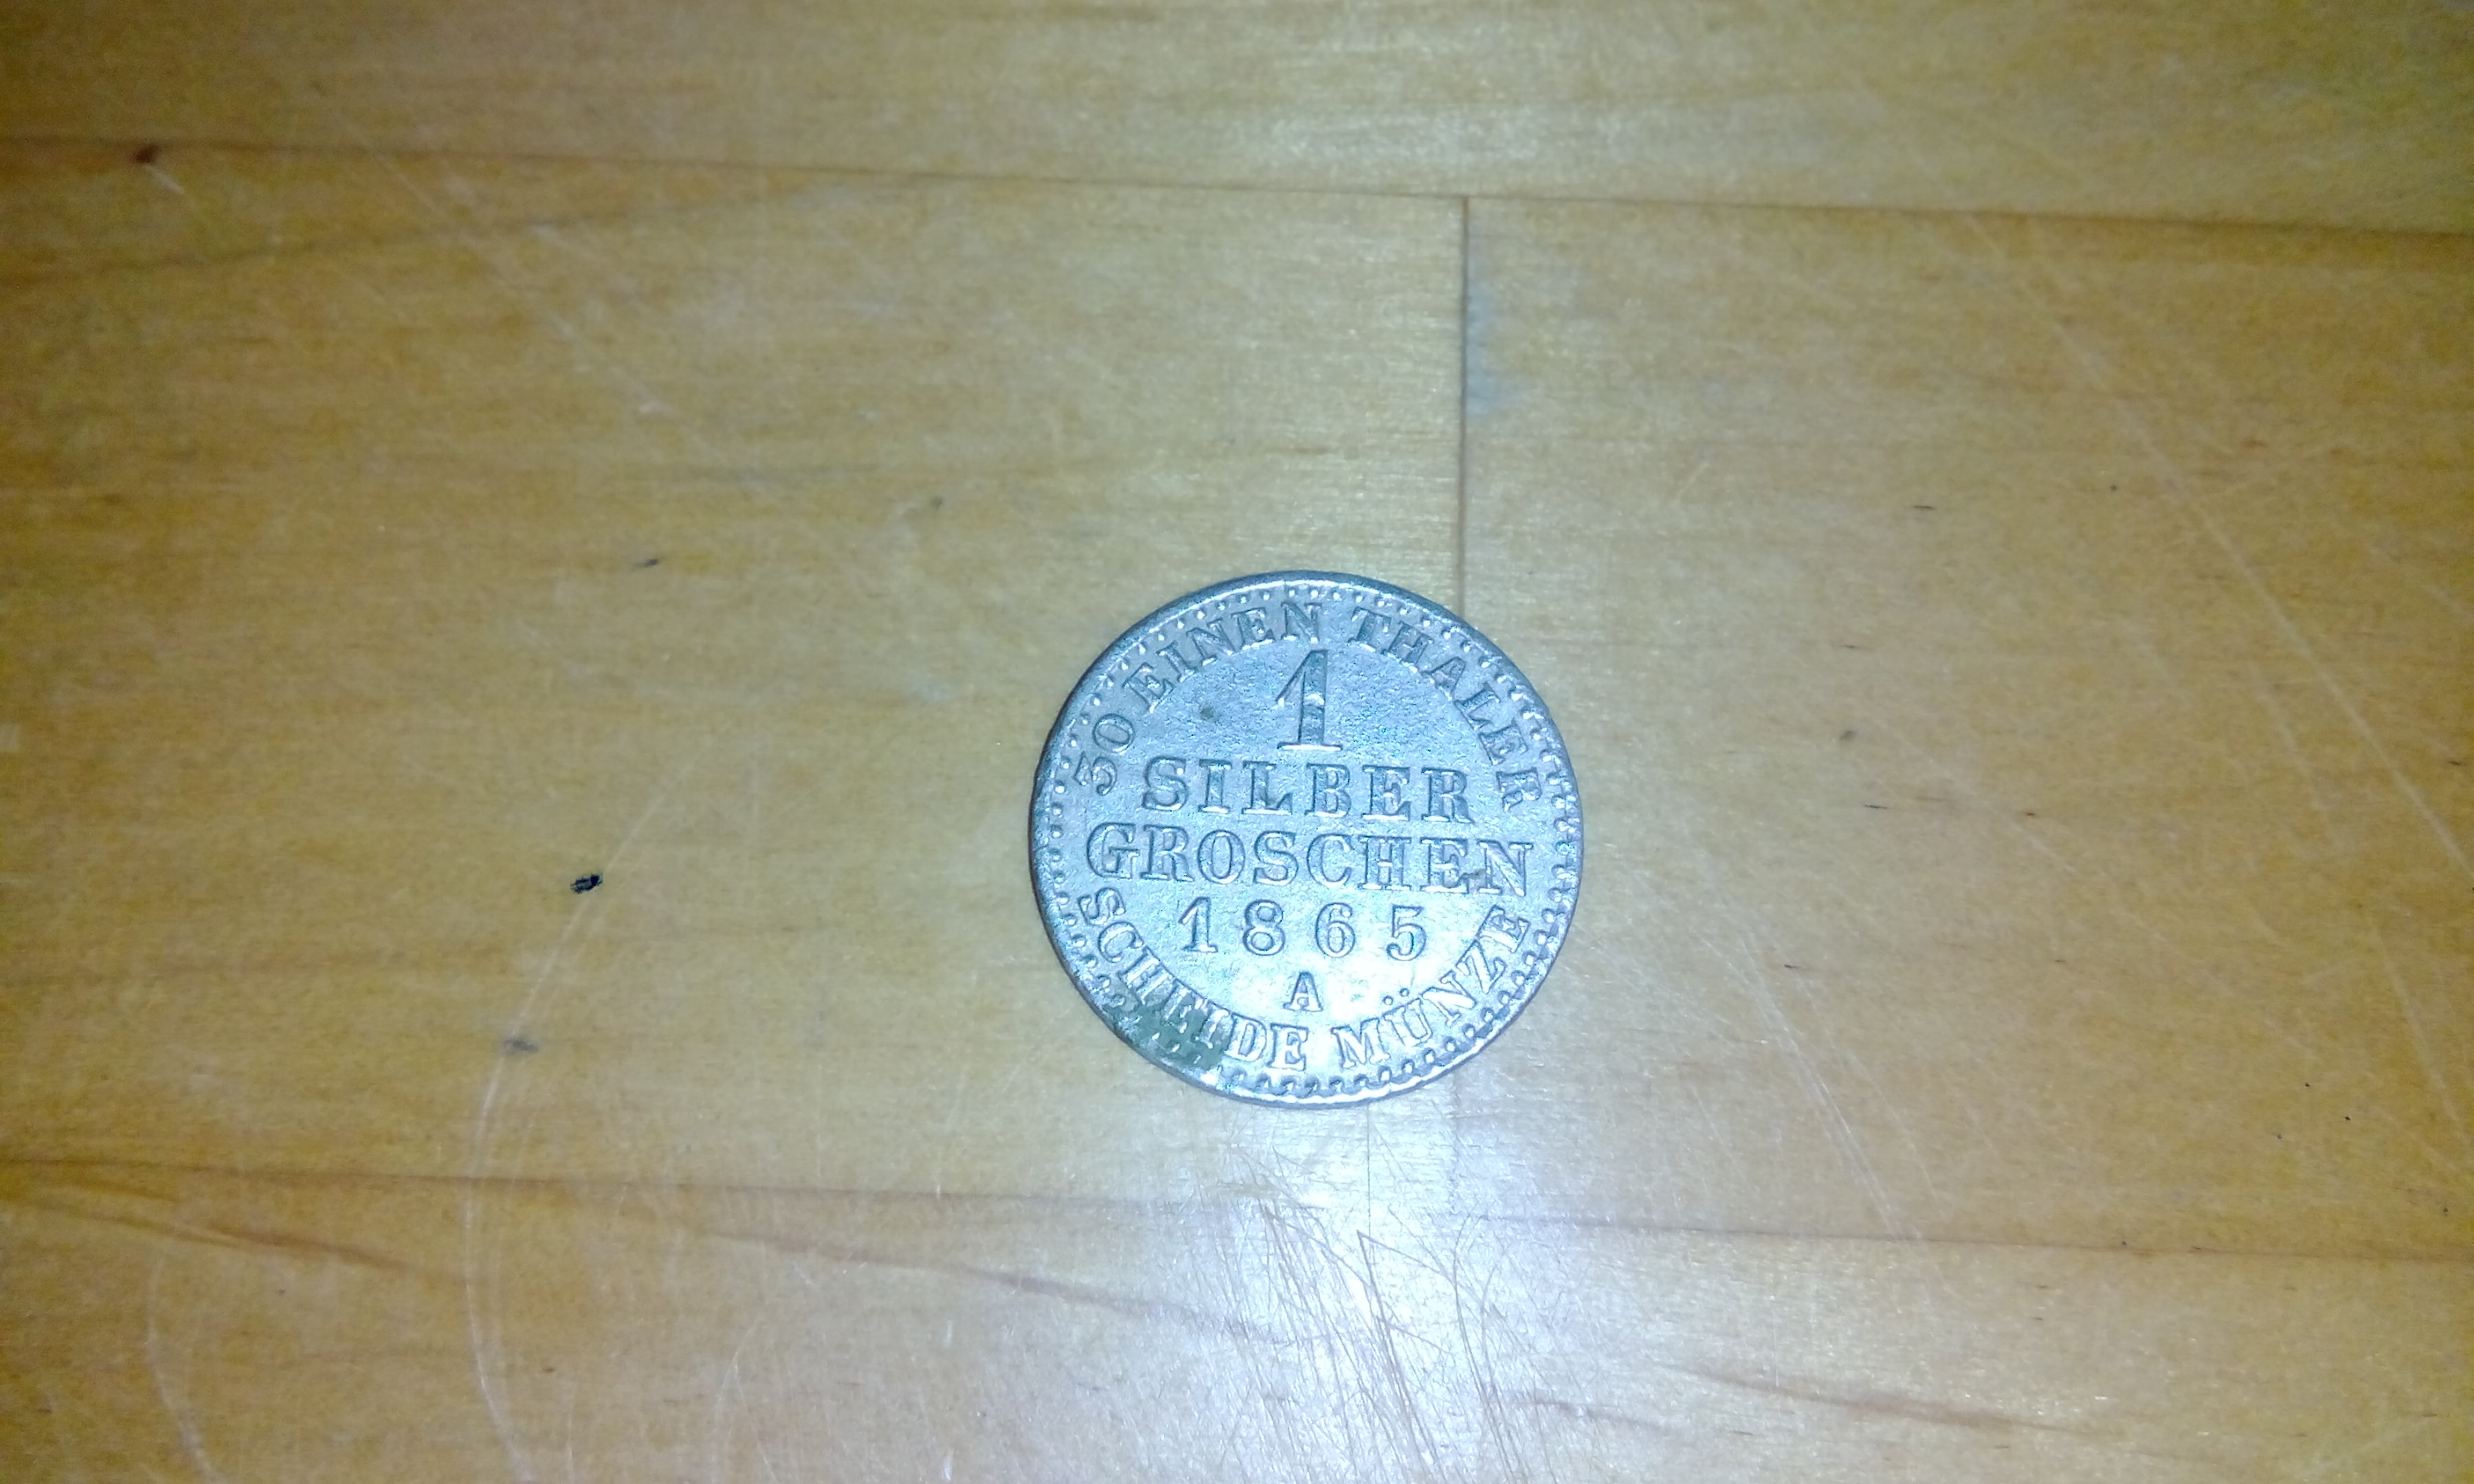 30 EINEN THALER
1
SILBER
GROSCHEN
1865
A
SCHEIDE MÜNZE